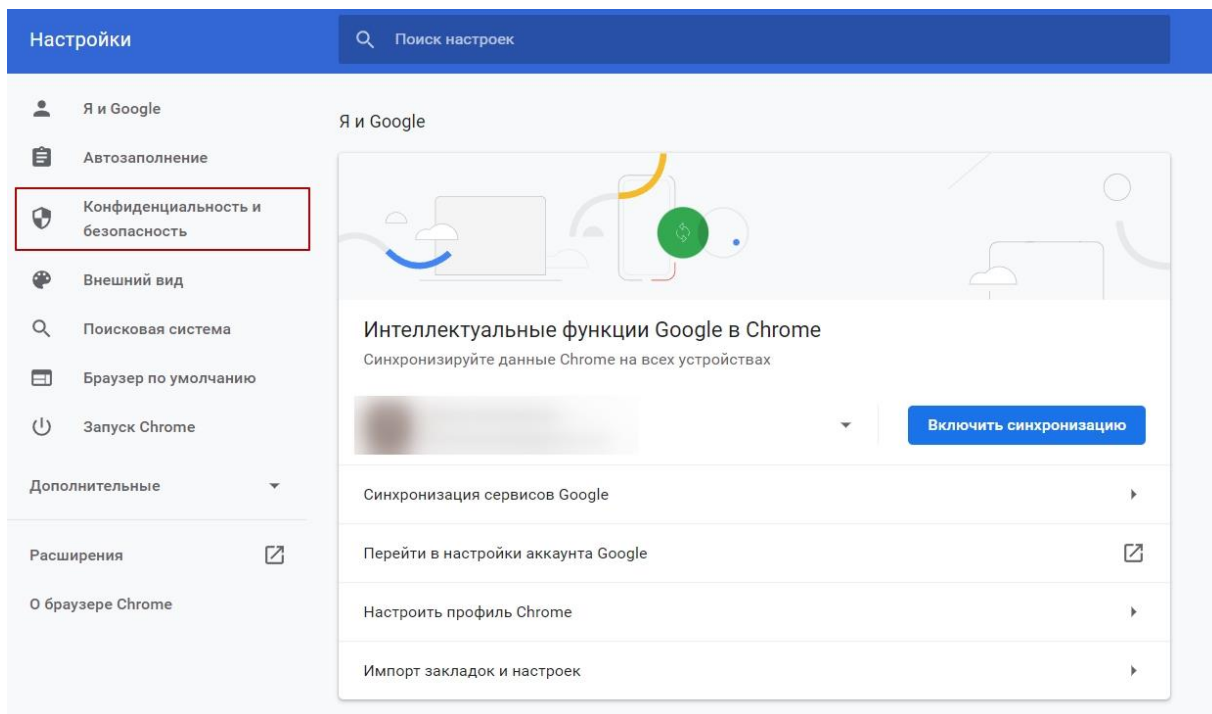 Настройки
Поиск настроек
Я и Google
Автозаполнение
Конфиденциальность и
безопасность
Внешний вид
Поисковая система
Браузер по умолчанию
Запуск Chrome
Дополнительные
Расширения
О браузере Chrome
Я и Google
Интеллектуальные функции Google в Chrome
Синхронизируйте данные Chrome на всех устройствах
Включить синхронизацию
Синхронизация сервисов Google
Перейти в настройки аккаунта Google
Настроить профиль Chrome
Импорт закладок и настроек